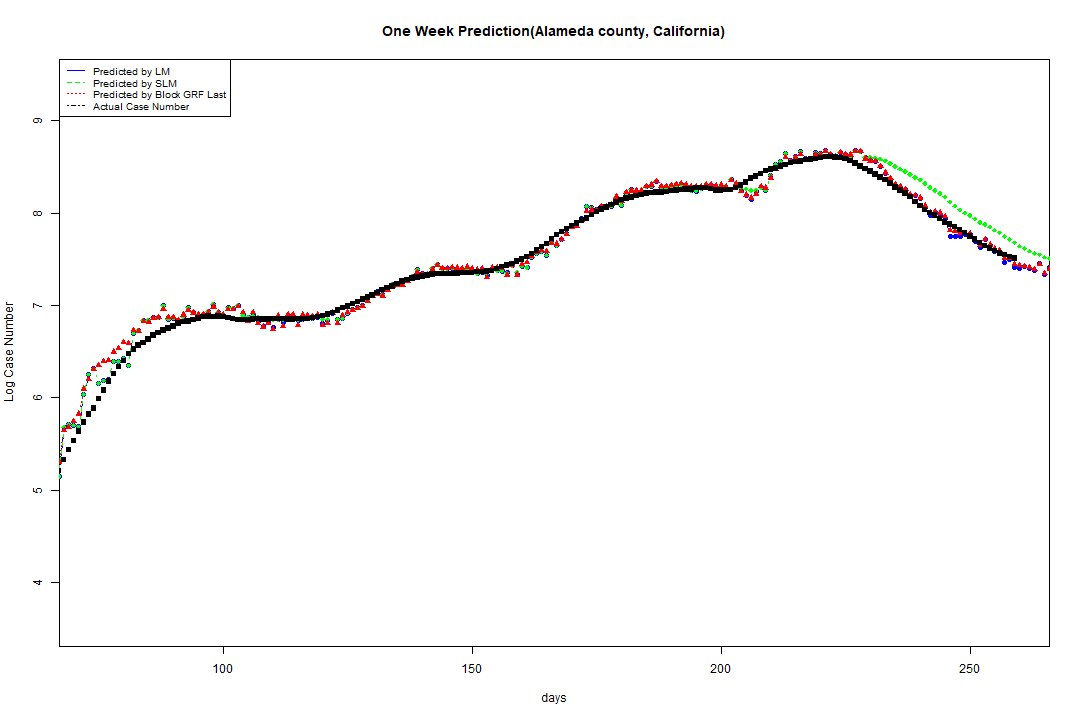 One Week Prediction(Alameda county, California)
Predicted by LM
Predicted by SLM
Predicted by Block GRF Last
Actual Case Number
9
8
7
6
5
4
Log Case Number
100
150
200
250
days